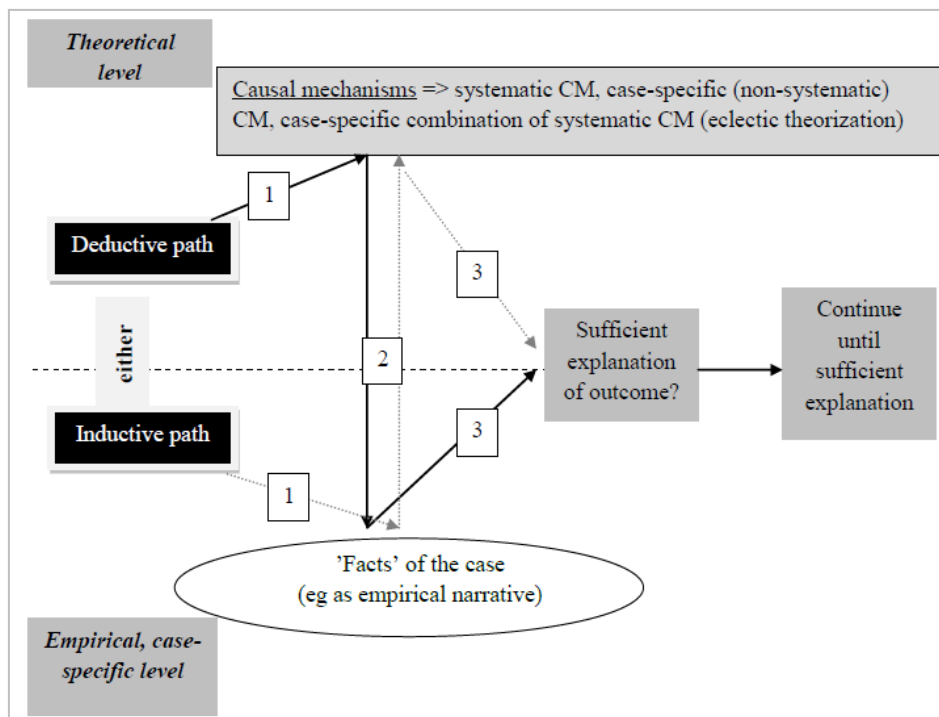 Theoretical
level
Causal mechanisms => systematic CM, case-specific (non-systematic)
CM, case-specific combination of systematic CM (eclectic theorization)
1
Deductive path
3
either
2
Sufficient
explanation
of outcome?
Continue
until
sufficient
explanation
Inductive path
3
1
’Facts’ of the case
(eg as empirical narrative)
Empirical, case-
specific level